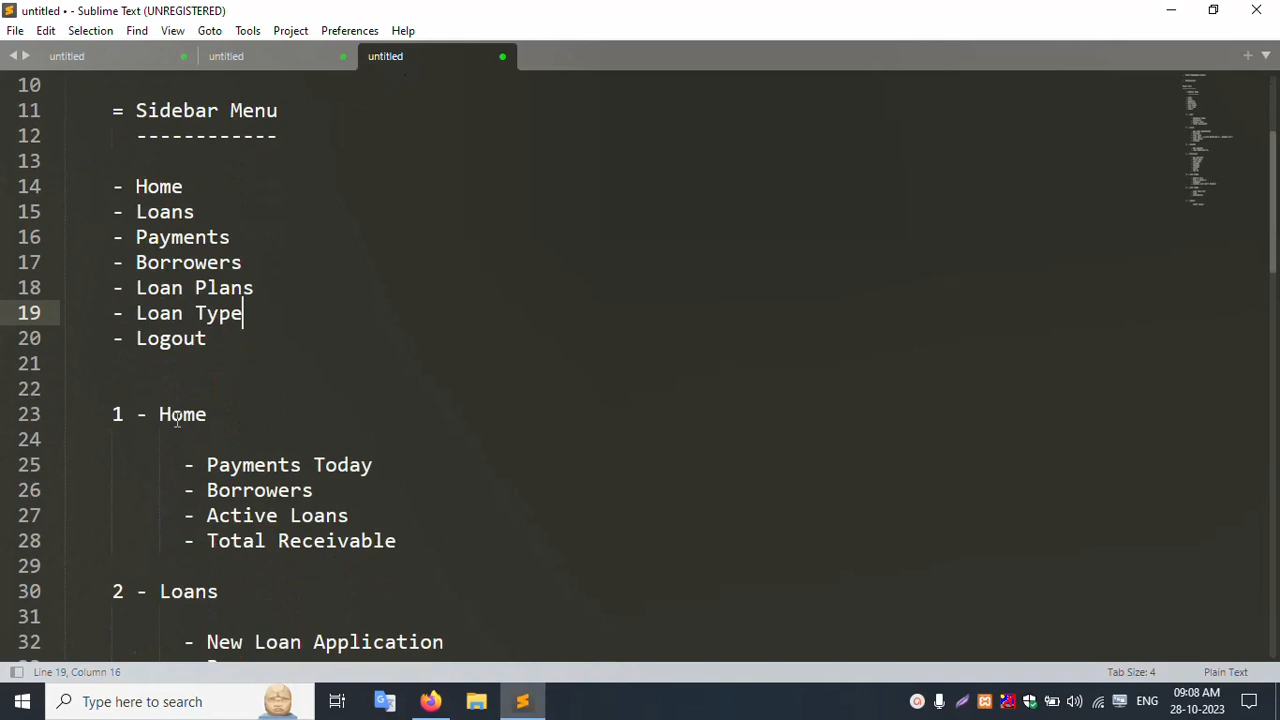 untitled • - Sublime Text (UNREGISTERED)
File Edit Selection Find View Goto Tools Project Preferences Help
untitled untitled untitled
10
11 = Sidebar Menu
12 ------------
13
14 - Home
15 - Loans
16 - Payments
17 - Borrowers
18 - Loan Plans
19 - Loan Type
20 - Logout
21
22
23 1 - Home
24
25 - Payments Today
26 - Borrowers
27 - Active Loans
28 - Total Receivable
29
30 2 - Loans
31
32 - New Loan Application
Line 19, Column 16 Tab Size: 4 Plain Text
Type here to search ENG 09:08 AM
28-10-2023